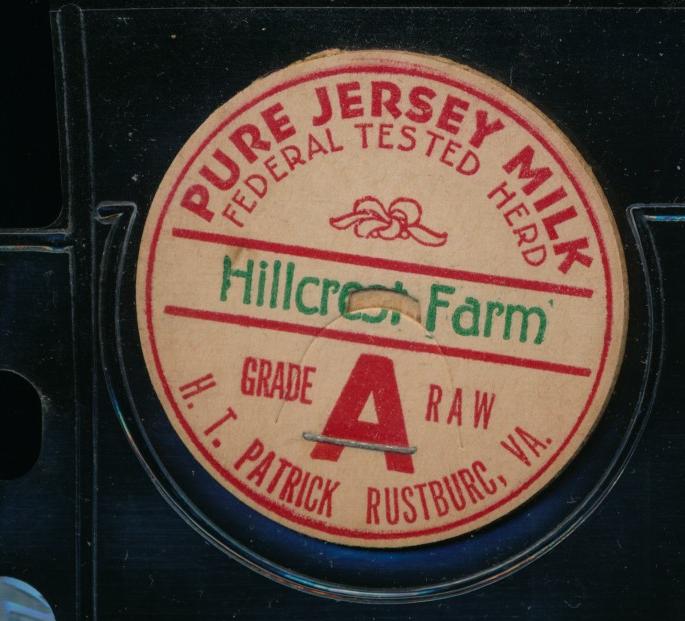 PURE JERSEY MILK
FEDERAL TESTED HERD
Hillcrest Farm
GRADE A RAW
H. T. PATRICK RUSTBURG, VA.